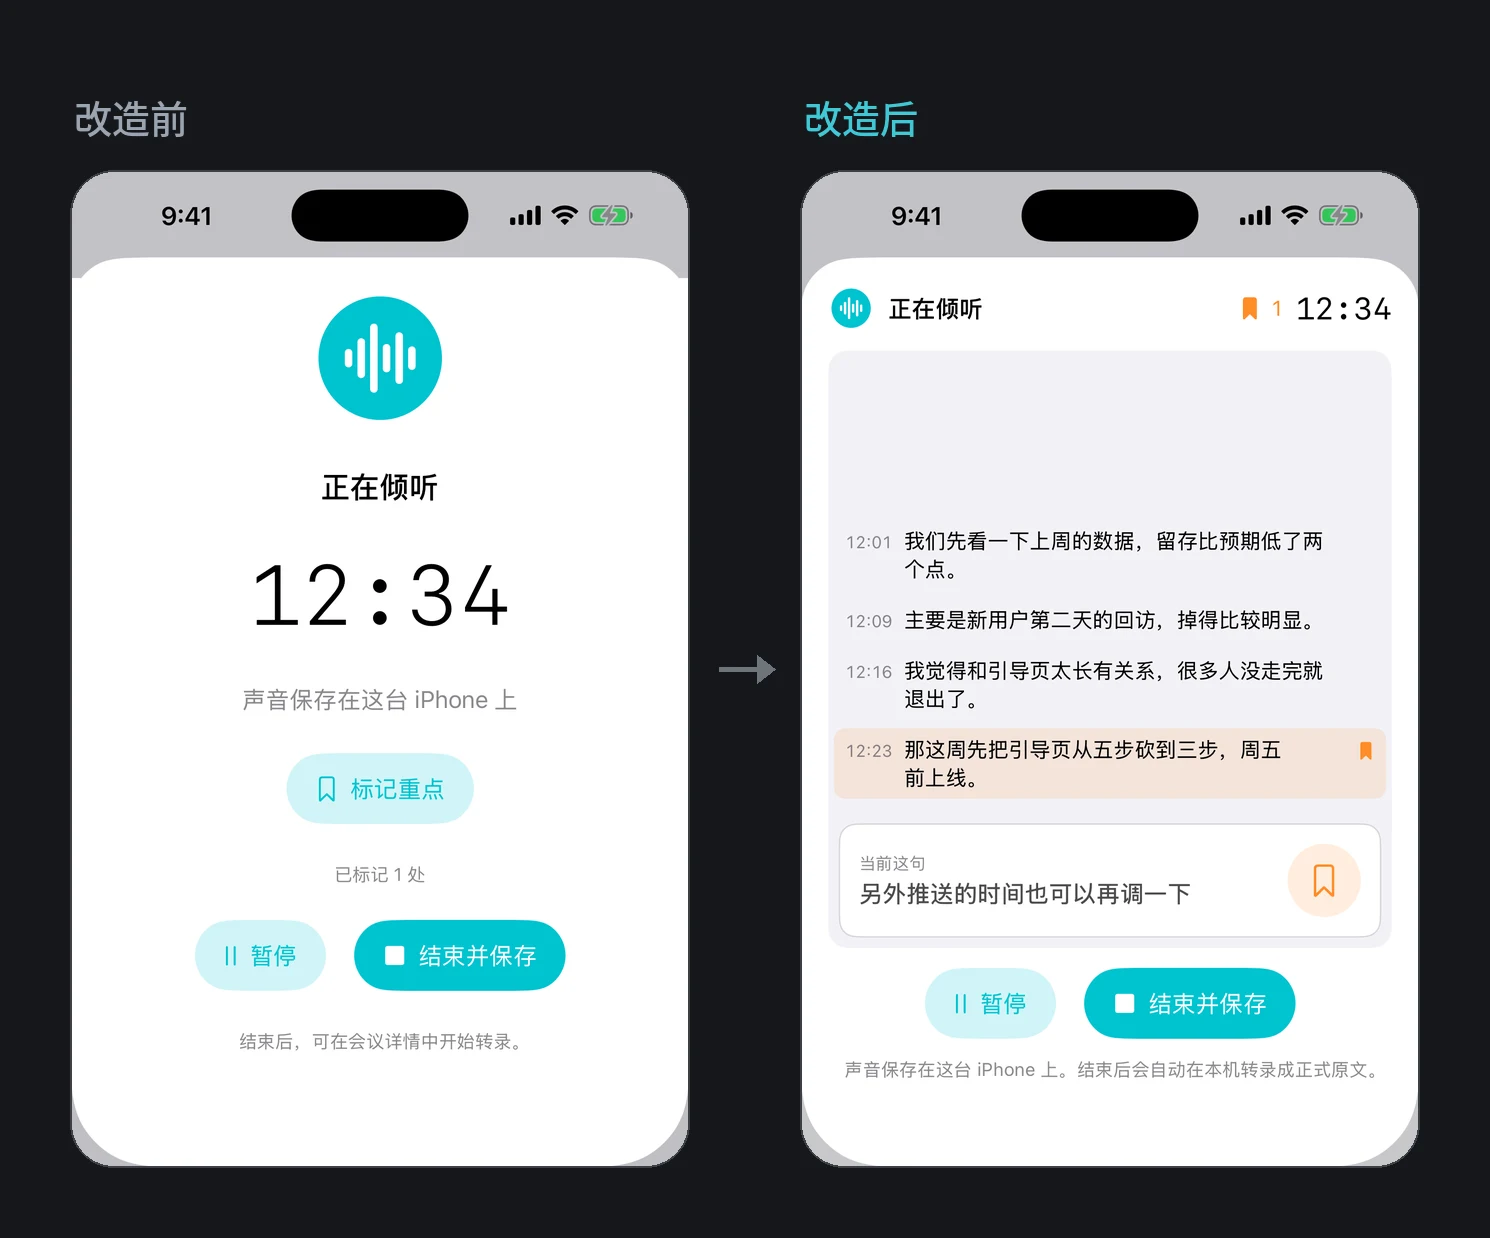 改造前
9:41
正在倾听
12:34
声音保存在这台 iPhone 上
标记重点
已标记 1 处
暂停
结束并保存
结束后，可在会议详情中开始转录。
改造后
9:41
正在倾听
1
12:34
12:01 我们先看一下上周的数据，留存比预期低了两
个点。
12:09 主要是新用户第二天的回访，掉得比较明显。
12:16 我觉得和引导页太长有关系，很多人没走完就
退出了。
12:23 那这周先把引导页从五步砍到三步，周五
前上线。
当前这句
另外推送的时间也可以再调一下
暂停
结束并保存
声音保存在这台 iPhone 上。结束后会自动在本机转录成正式原文。